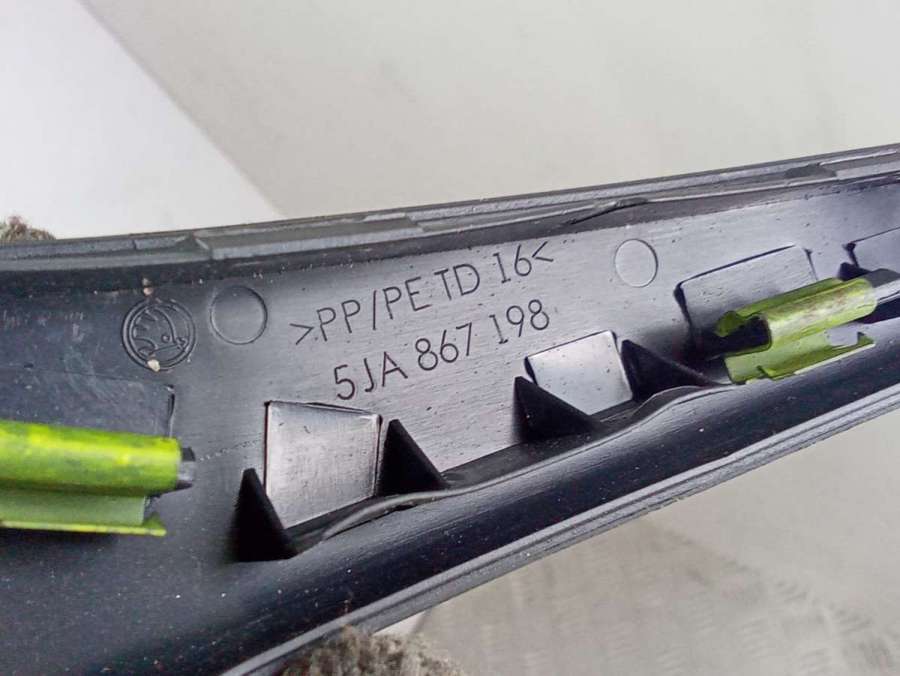 >PP/PE TD 16<
5JA 867 198